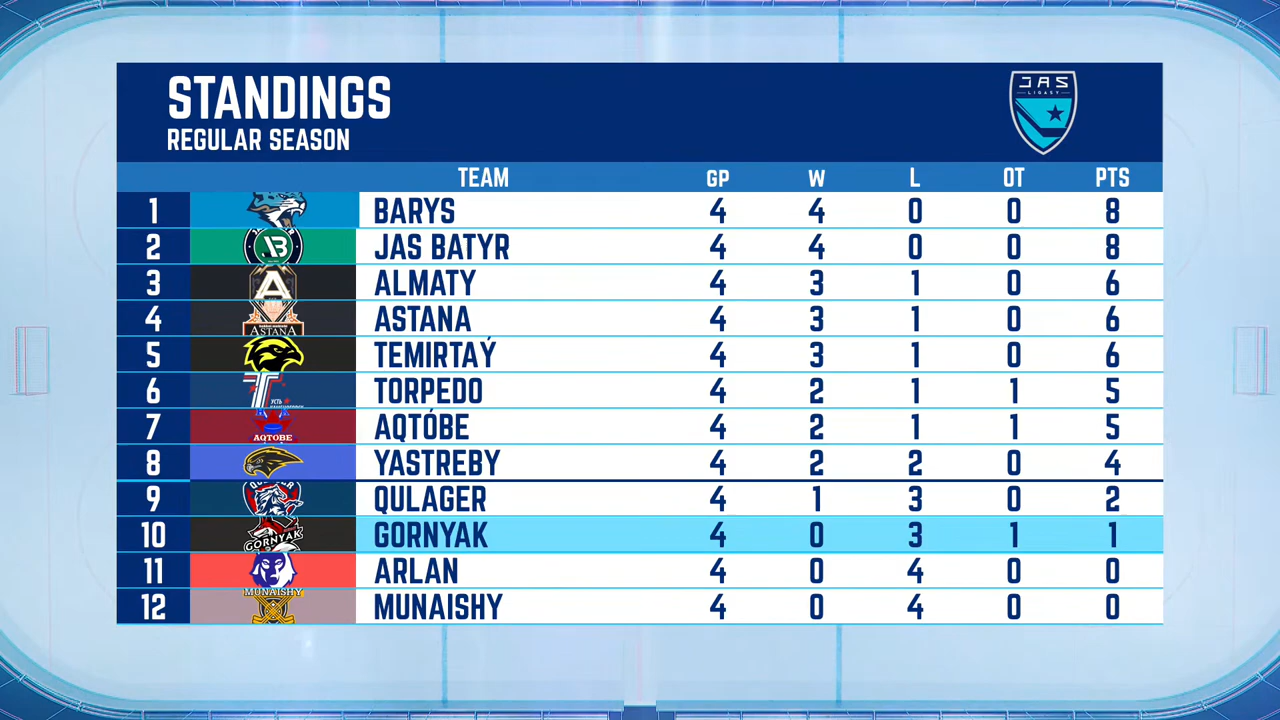 STANDINGS
REGULAR SEASON
JAS
LIGASY
TEAM GP W L OT PTS
1 BARYS 4 4 0 0 8
2 JAS BATYR 4 4 0 0 8
3 ALMATY 4 3 1 0 6
4 ASTANA ASTANA 4 3 1 0 6
5 TEMIRTAÝ 4 3 1 0 6
6 TORPEDO 4 2 1 1 5
7 AQTOBE AQTÓBE 4 2 1 1 5
8 YASTREBY 4 2 2 0 4
9 QULAGER 4 1 3 0 2
10 GORNYAK GORNYAK 4 0 3 1 1
11 ARLAN 4 0 4 0 0
12 MUNAISHY MUNAISHY 4 0 4 0 0